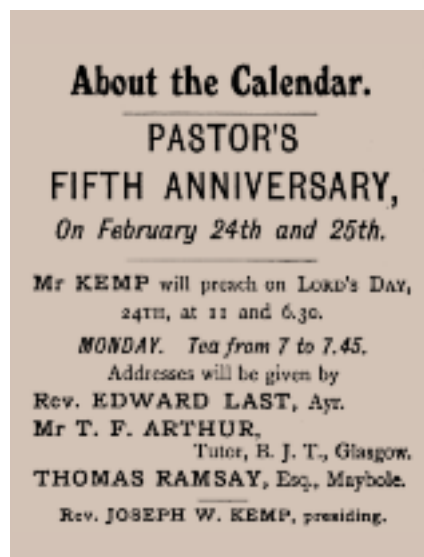 About the Calendar.
PASTOR'S
FIFTH ANNIVERSARY,
On February 24th and 25th.
Mr KEMP will preach on LORD'S DAY,
24TH, at 11 and 6.30.
MONDAY. Tea from 7 to 7.45.
Addresses will be given by
Rev. EDWARD LAST, Ayr.
Mr T. F. ARTHUR,
Tutor, B. J. T., Glasgow.
THOMAS RAMSAY, Esq., Maybole.
Rev. JOSEPH W. KEMP, presiding.